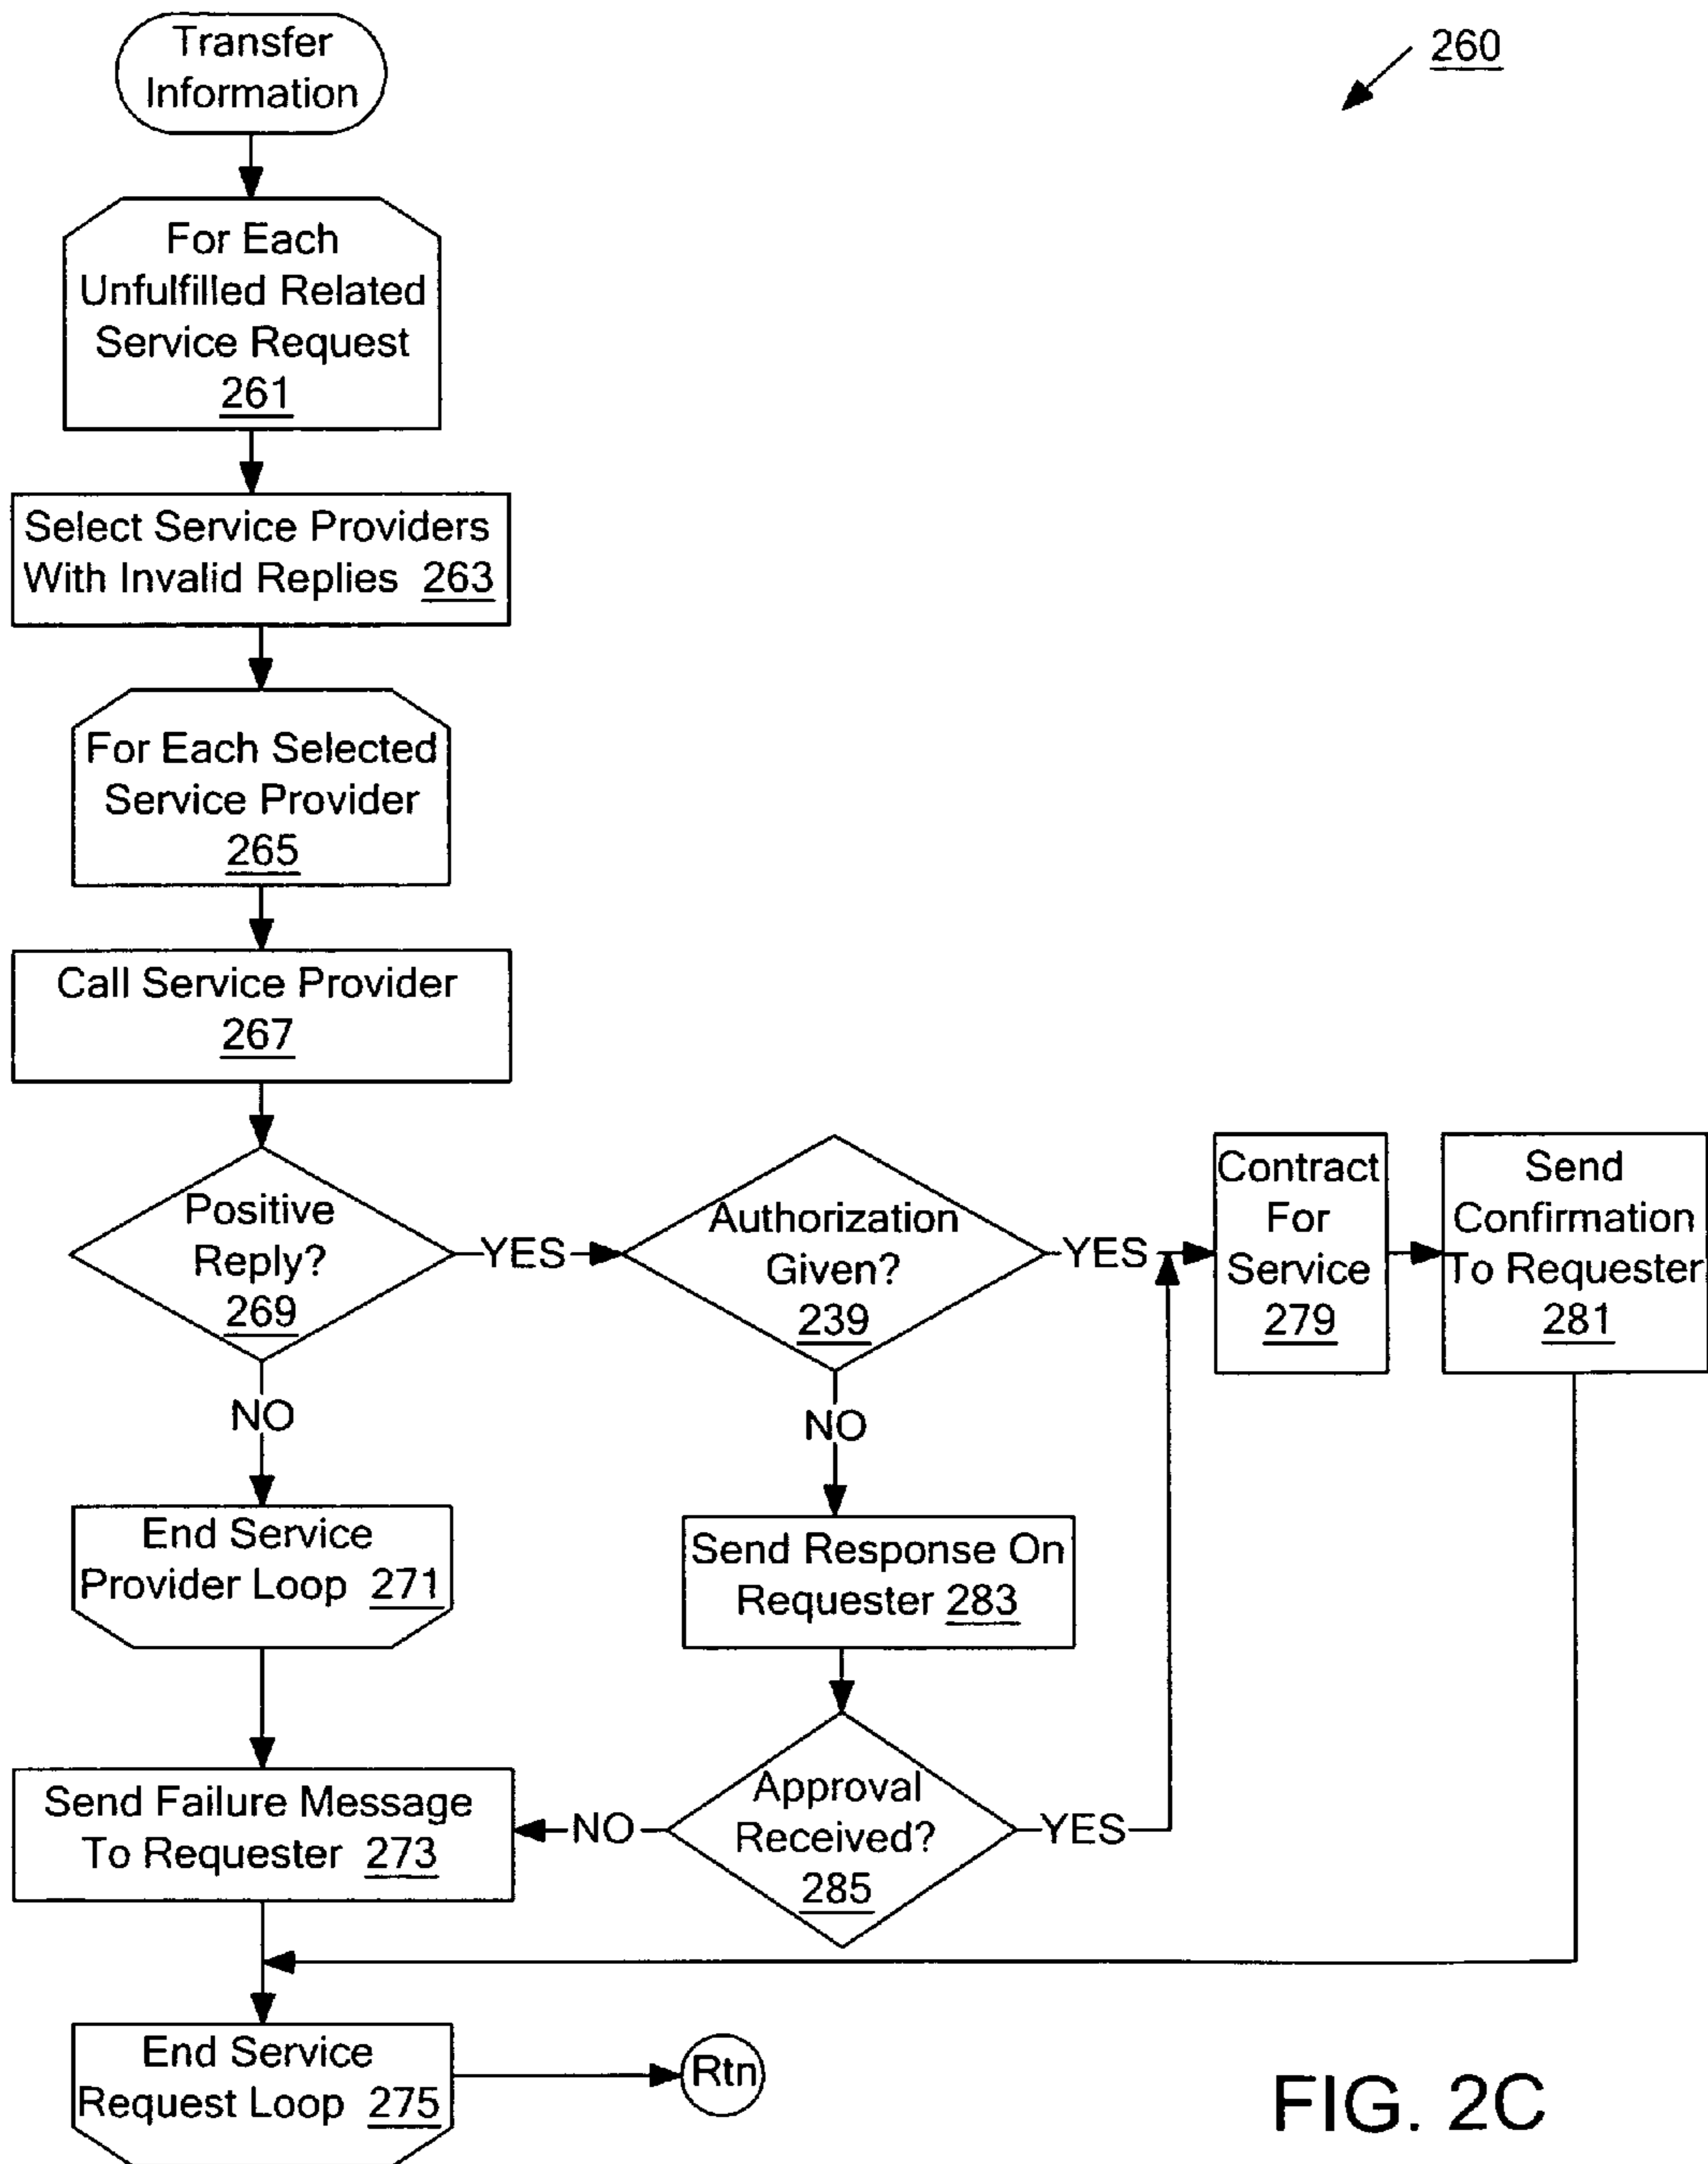 Transfer
Information
260
For Each
Unfulfilled Related
Service Request
261
Select Service Providers
With Invalid Replies 263
For Each Selected
Service Provider
265
Call Service Provider
267
Positive
Reply?
269
YES
Authorization
Given?
239
YES
Contract
For
Service
279
Send
Confirmation
To Requester
281
NO
NO
End Service
Provider Loop 271
Send Response On
Requester 283
Send Failure Message
To Requester 273
NO
Approval
Received?
285
YES
End Service
Request Loop 275
Rtn
FIG. 2C